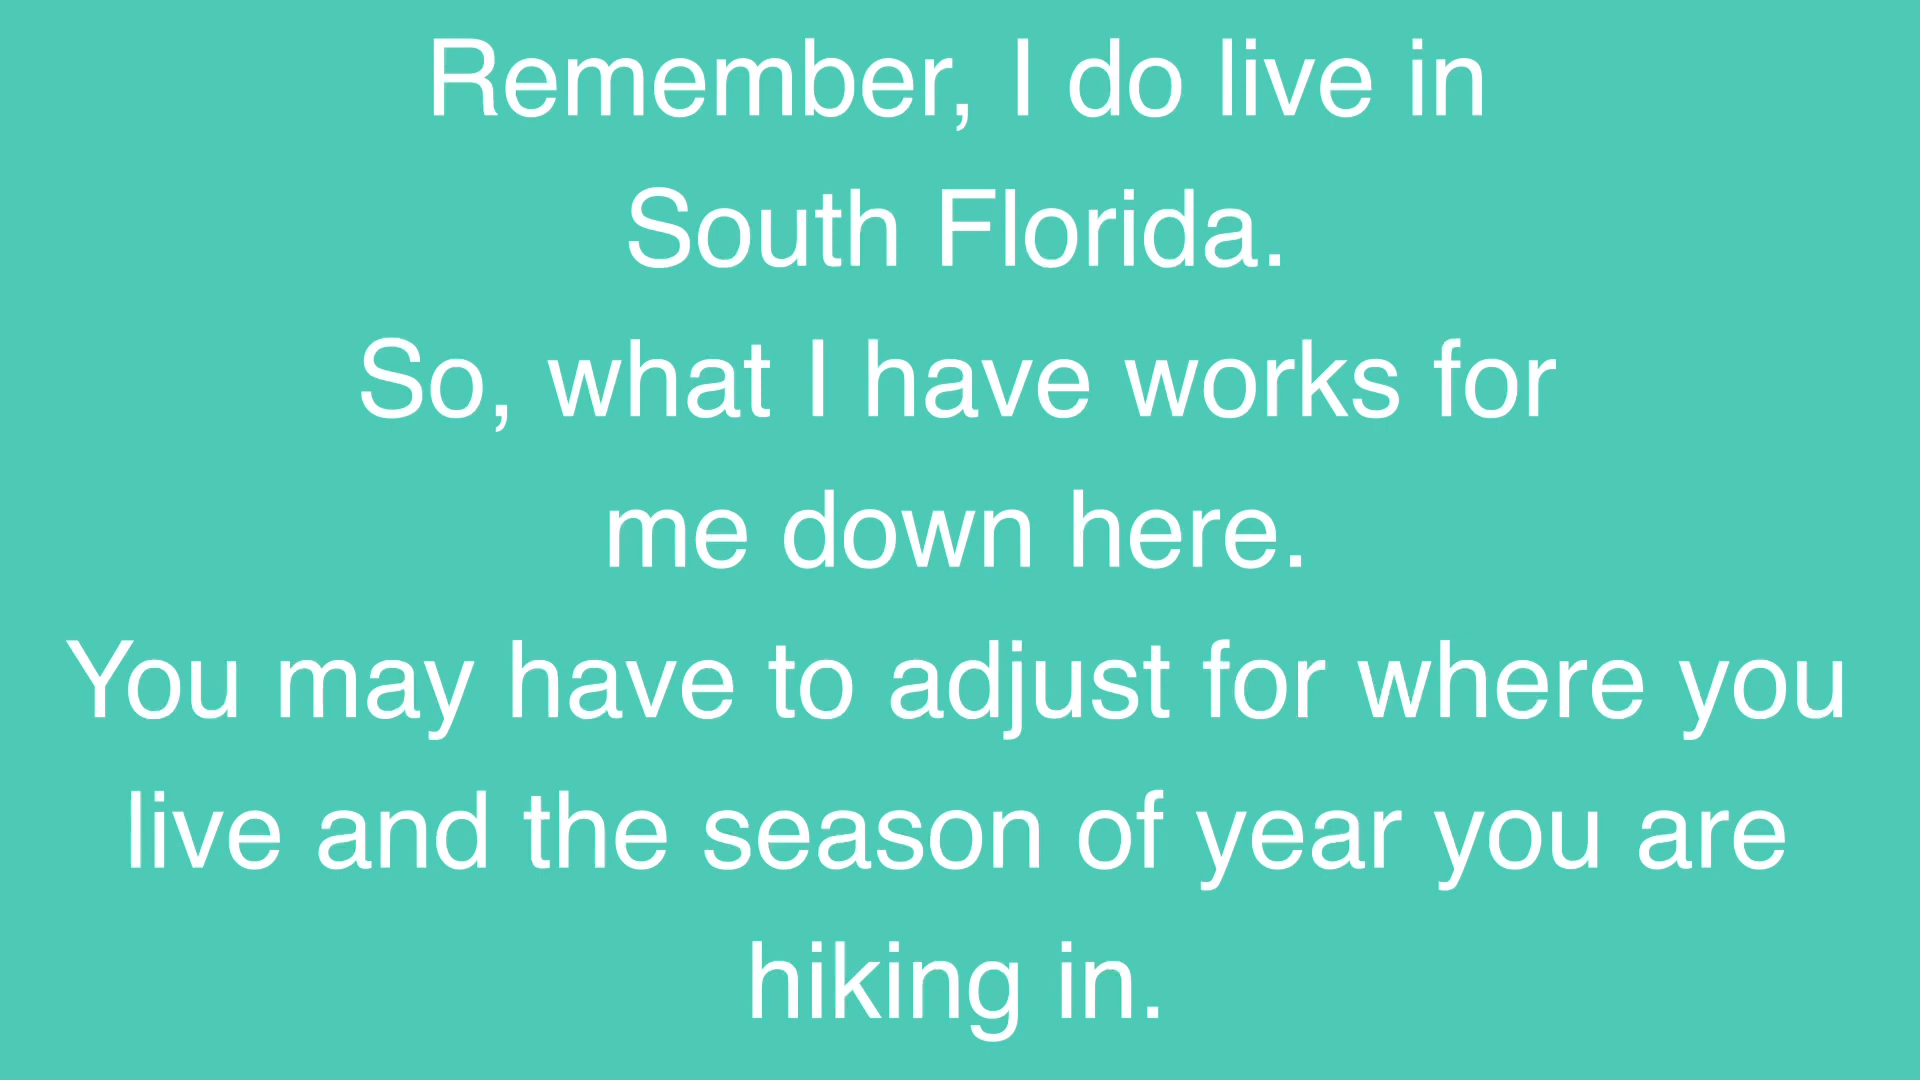 Remember, I do live in
South Florida.
So, what I have works for
me down here.
You may have to adjust for where you
live and the season of year you are
hiking in.